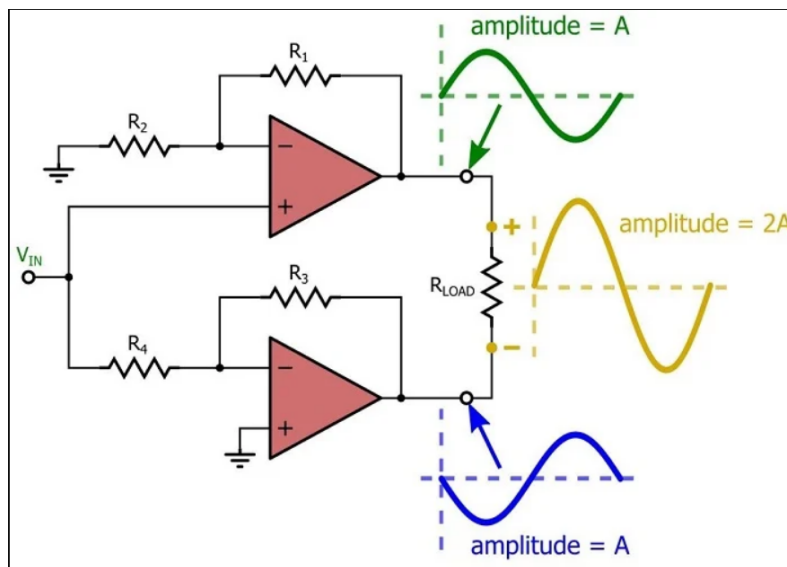 amplitude = A
R1
R2
−
+
+
amplitude = 2A
VIN
R3
RLOAD
R4
−
−
+
amplitude = A